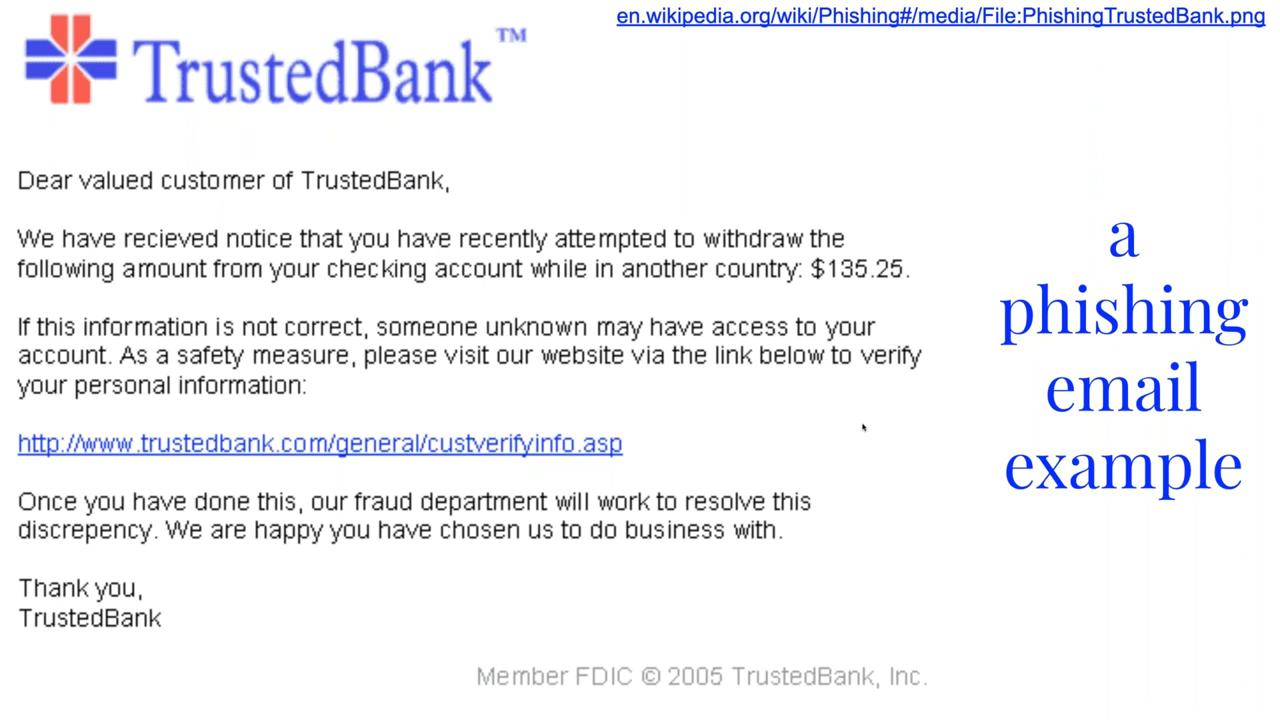 en.wikipedia.org/wiki/Phishing#/media/File:PhishingTrustedBank.png
TrustedBank™
Dear valued customer of TrustedBank,
We have recieved notice that you have recently attempted to withdraw the
following amount from your checking account while in another country: $135.25.
If this information is not correct, someone unknown may have access to your
account. As a safety measure, please visit our website via the link below to verify
your personal information:
http://www.trustedbank.com/general/custverifyinfo.asp
Once you have done this, our fraud department will work to resolve this
discrepency. We are happy you have chosen us to do business with.
Thank you,
TrustedBank
Member FDIC © 2005 TrustedBank, Inc.
a
phishing
email
example